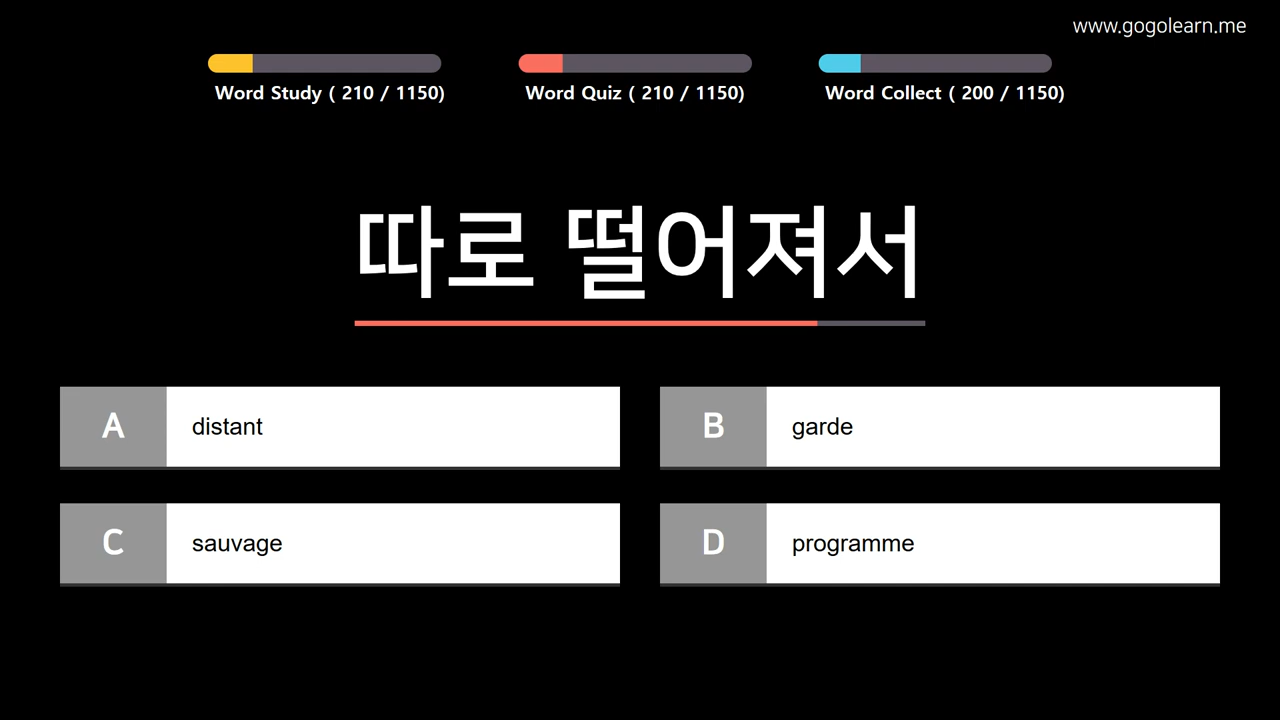 www.gogolearn.me
Word Study ( 210 / 1150)
Word Quiz ( 210 / 1150)
Word Collect ( 200 / 1150)
따로 떨어져서
A distant
B garde
C sauvage
D programme